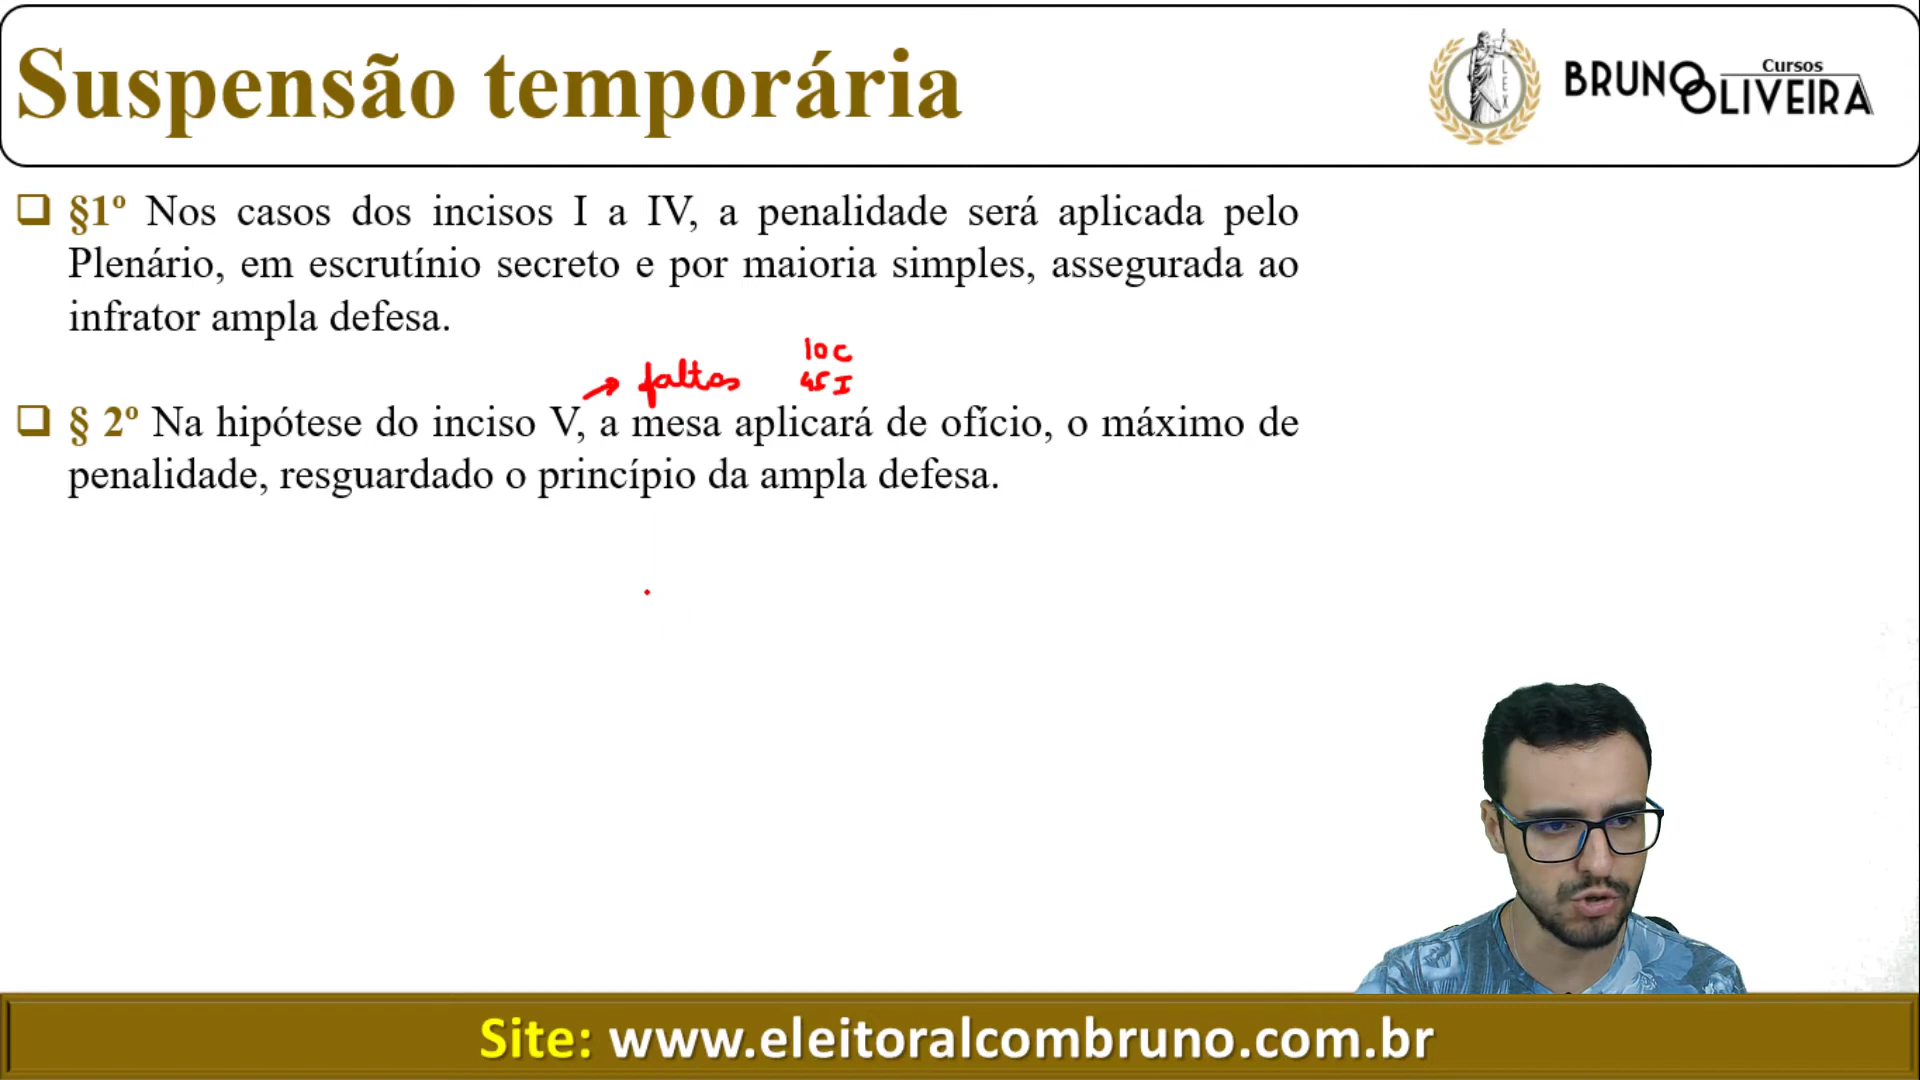 Suspensão temporária
LEX
Cursos
BRUNO OLIVEIRA
§1º Nos casos dos incisos I a IV, a penalidade será aplicada pelo
Plenário, em escrutínio secreto e por maioria simples, assegurada ao
infrator ampla defesa.
faltas
10 C
45 I
§ 2º Na hipótese do inciso V, a mesa aplicará de ofício, o máximo de
penalidade, resguardado o princípio da ampla defesa.
Site: www.eleitoralcombruno.com.br